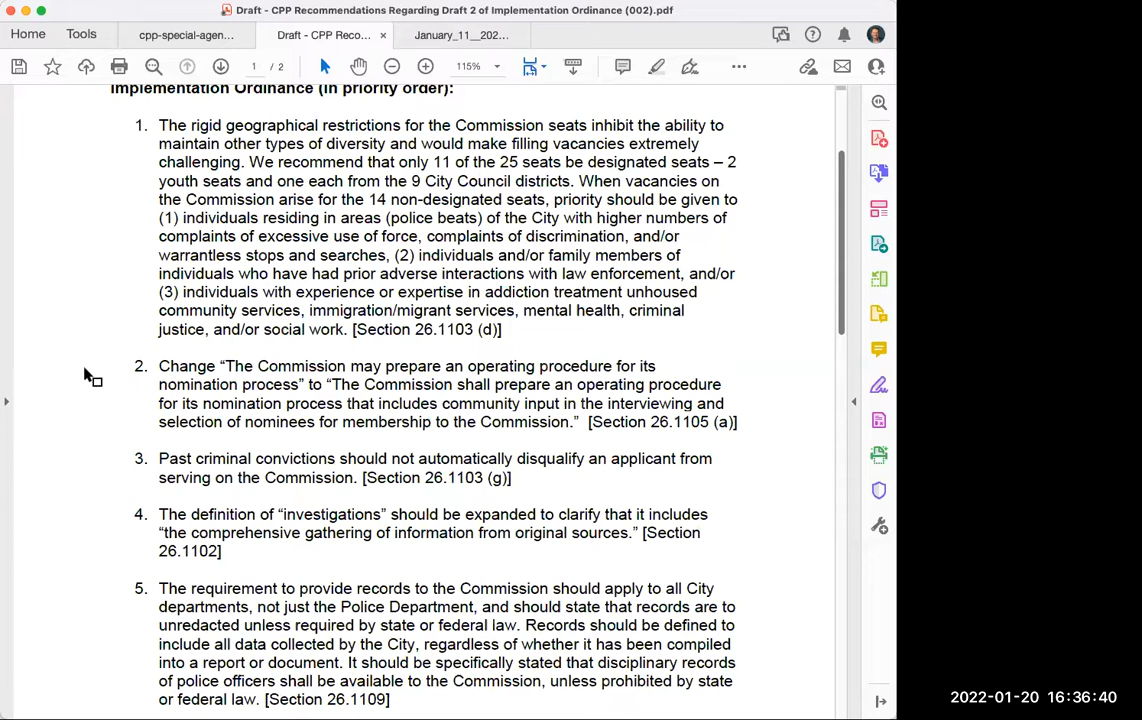 Draft - CPP Recommendations Regarding Draft 2 of Implementation Ordinance (002).pdf
Home Tools cpp-special-agen... Draft - CPP Reco... × January_11__202...
1 / 2 115%
Implementation Ordinance (in priority order):
1. The rigid geographical restrictions for the Commission seats inhibit the ability to
maintain other types of diversity and would make filling vacancies extremely
challenging. We recommend that only 11 of the 25 seats be designated seats – 2
youth seats and one each from the 9 City Council districts. When vacancies on
the Commission arise for the 14 non-designated seats, priority should be given to
(1) individuals residing in areas (police beats) of the City with higher numbers of
complaints of excessive use of force, complaints of discrimination, and/or
warrantless stops and searches, (2) individuals and/or family members of
individuals who have had prior adverse interactions with law enforcement, and/or
(3) individuals with experience or expertise in addiction treatment unhoused
community services, immigration/migrant services, mental health, criminal
justice, and/or social work. [Section 26.1103 (d)]
2. Change “The Commission may prepare an operating procedure for its
nomination process” to “The Commission shall prepare an operating procedure
for its nomination process that includes community input in the interviewing and
selection of nominees for membership to the Commission.” [Section 26.1105 (a)]
3. Past criminal convictions should not automatically disqualify an applicant from
serving on the Commission. [Section 26.1103 (g)]
4. The definition of “investigations” should be expanded to clarify that it includes
“the comprehensive gathering of information from original sources.” [Section
26.1102]
5. The requirement to provide records to the Commission should apply to all City
departments, not just the Police Department, and should state that records are to
unredacted unless required by state or federal law. Records should be defined to
include all data collected by the City, regardless of whether it has been compiled
into a report or document. It should be specifically stated that disciplinary records
of police officers shall be available to the Commission, unless prohibited by state
or federal law. [Section 26.1109]
2022-01-20 16:36:40